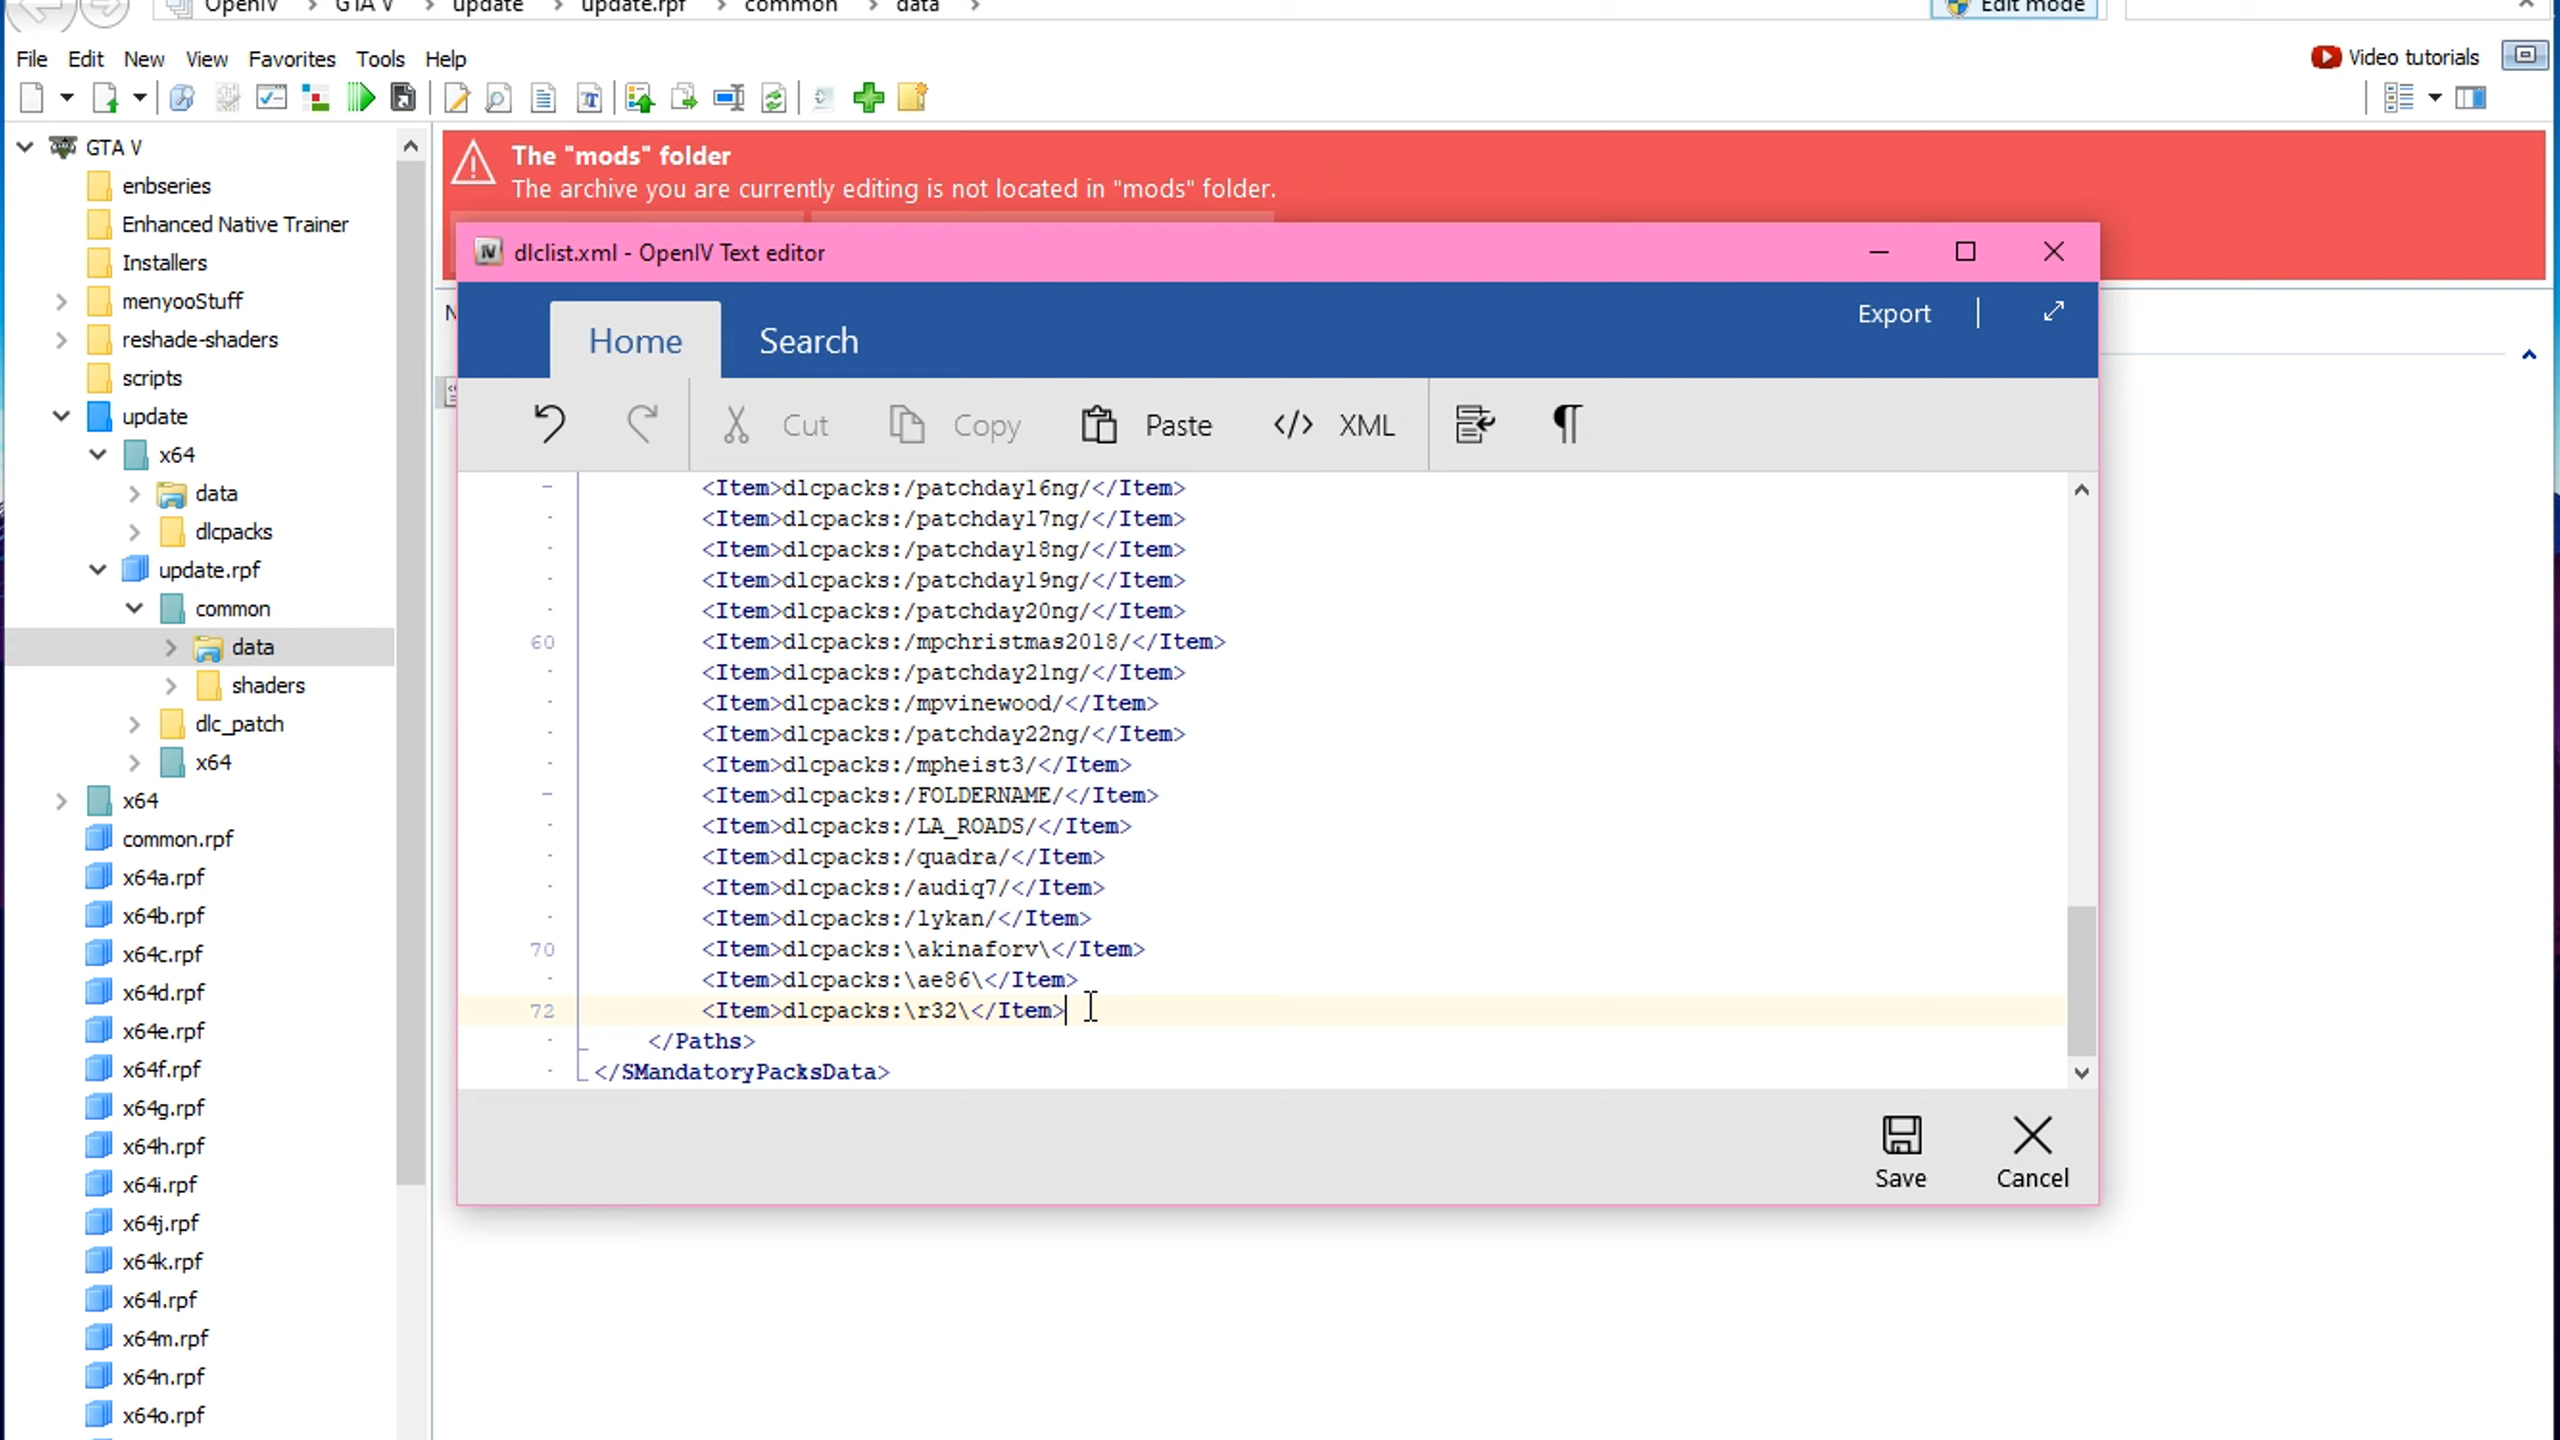 OpenIV > GTA V > update > update.rpf > common > data >
Edit mode
File Edit New View Favorites Tools Help
Video tutorials
GTA V
enbseries
Enhanced Native Trainer
Installers
menyooStuff
reshade-shaders
scripts
update
x64
data
dlcpacks
update.rpf
common
data
shaders
dlc_patch
x64
x64
common.rpf
x64a.rpf
x64b.rpf
x64c.rpf
x64d.rpf
x64e.rpf
x64f.rpf
x64g.rpf
x64h.rpf
x64i.rpf
x64j.rpf
x64k.rpf
x64l.rpf
x64m.rpf
x64n.rpf
x64o.rpf
The "mods" folder
The archive you are currently editing is not located in "mods" folder.
dlclist.xml - OpenIV Text editor
Home Search Export
Cut Copy Paste </> XML ¶
<Item>dlcpacks:/patchday16ng/</Item>
<Item>dlcpacks:/patchday17ng/</Item>
<Item>dlcpacks:/patchday18ng/</Item>
<Item>dlcpacks:/patchday19ng/</Item>
<Item>dlcpacks:/patchday20ng/</Item>
60 <Item>dlcpacks:/mpchristmas2018/</Item>
<Item>dlcpacks:/patchday21ng/</Item>
<Item>dlcpacks:/mpvinewood/</Item>
<Item>dlcpacks:/patchday22ng/</Item>
<Item>dlcpacks:/mpheist3/</Item>
<Item>dlcpacks:/FOLDERNAME/</Item>
<Item>dlcpacks:/LA_ROADS/</Item>
<Item>dlcpacks:/quadra/</Item>
<Item>dlcpacks:/audiq7/</Item>
<Item>dlcpacks:/lykan/</Item>
70 <Item>dlcpacks:\akinaforv\</Item>
<Item>dlcpacks:\ae86\</Item>
72 <Item>dlcpacks:\r32\</Item>
</Paths>
</SMandatoryPacksData>
Save Cancel